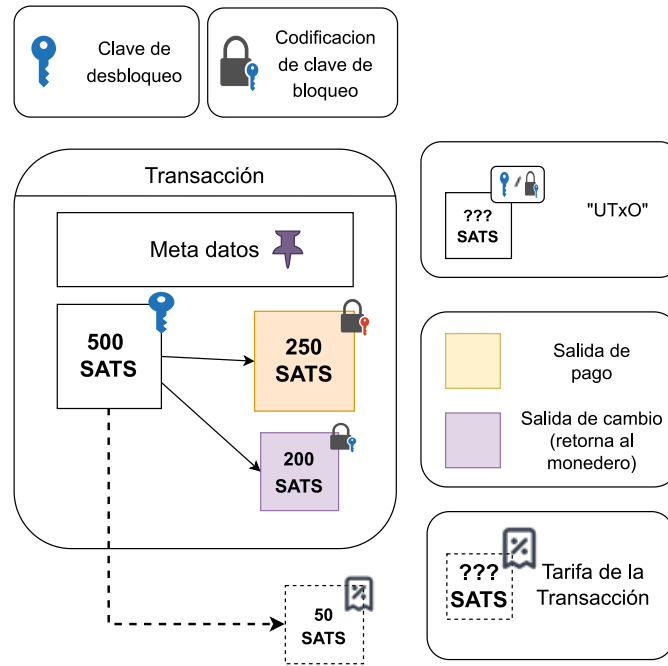 Clave de
desbloqueo
Codificacion
de clave de
bloqueo
Transacción
Meta datos
500
SATS
250
SATS
200
SATS
50
SATS
???
SATS
"UTxO"
Salida de
pago
Salida de cambio
(retorna al
monedero)
???
SATS
Tarifa de la
Transacción